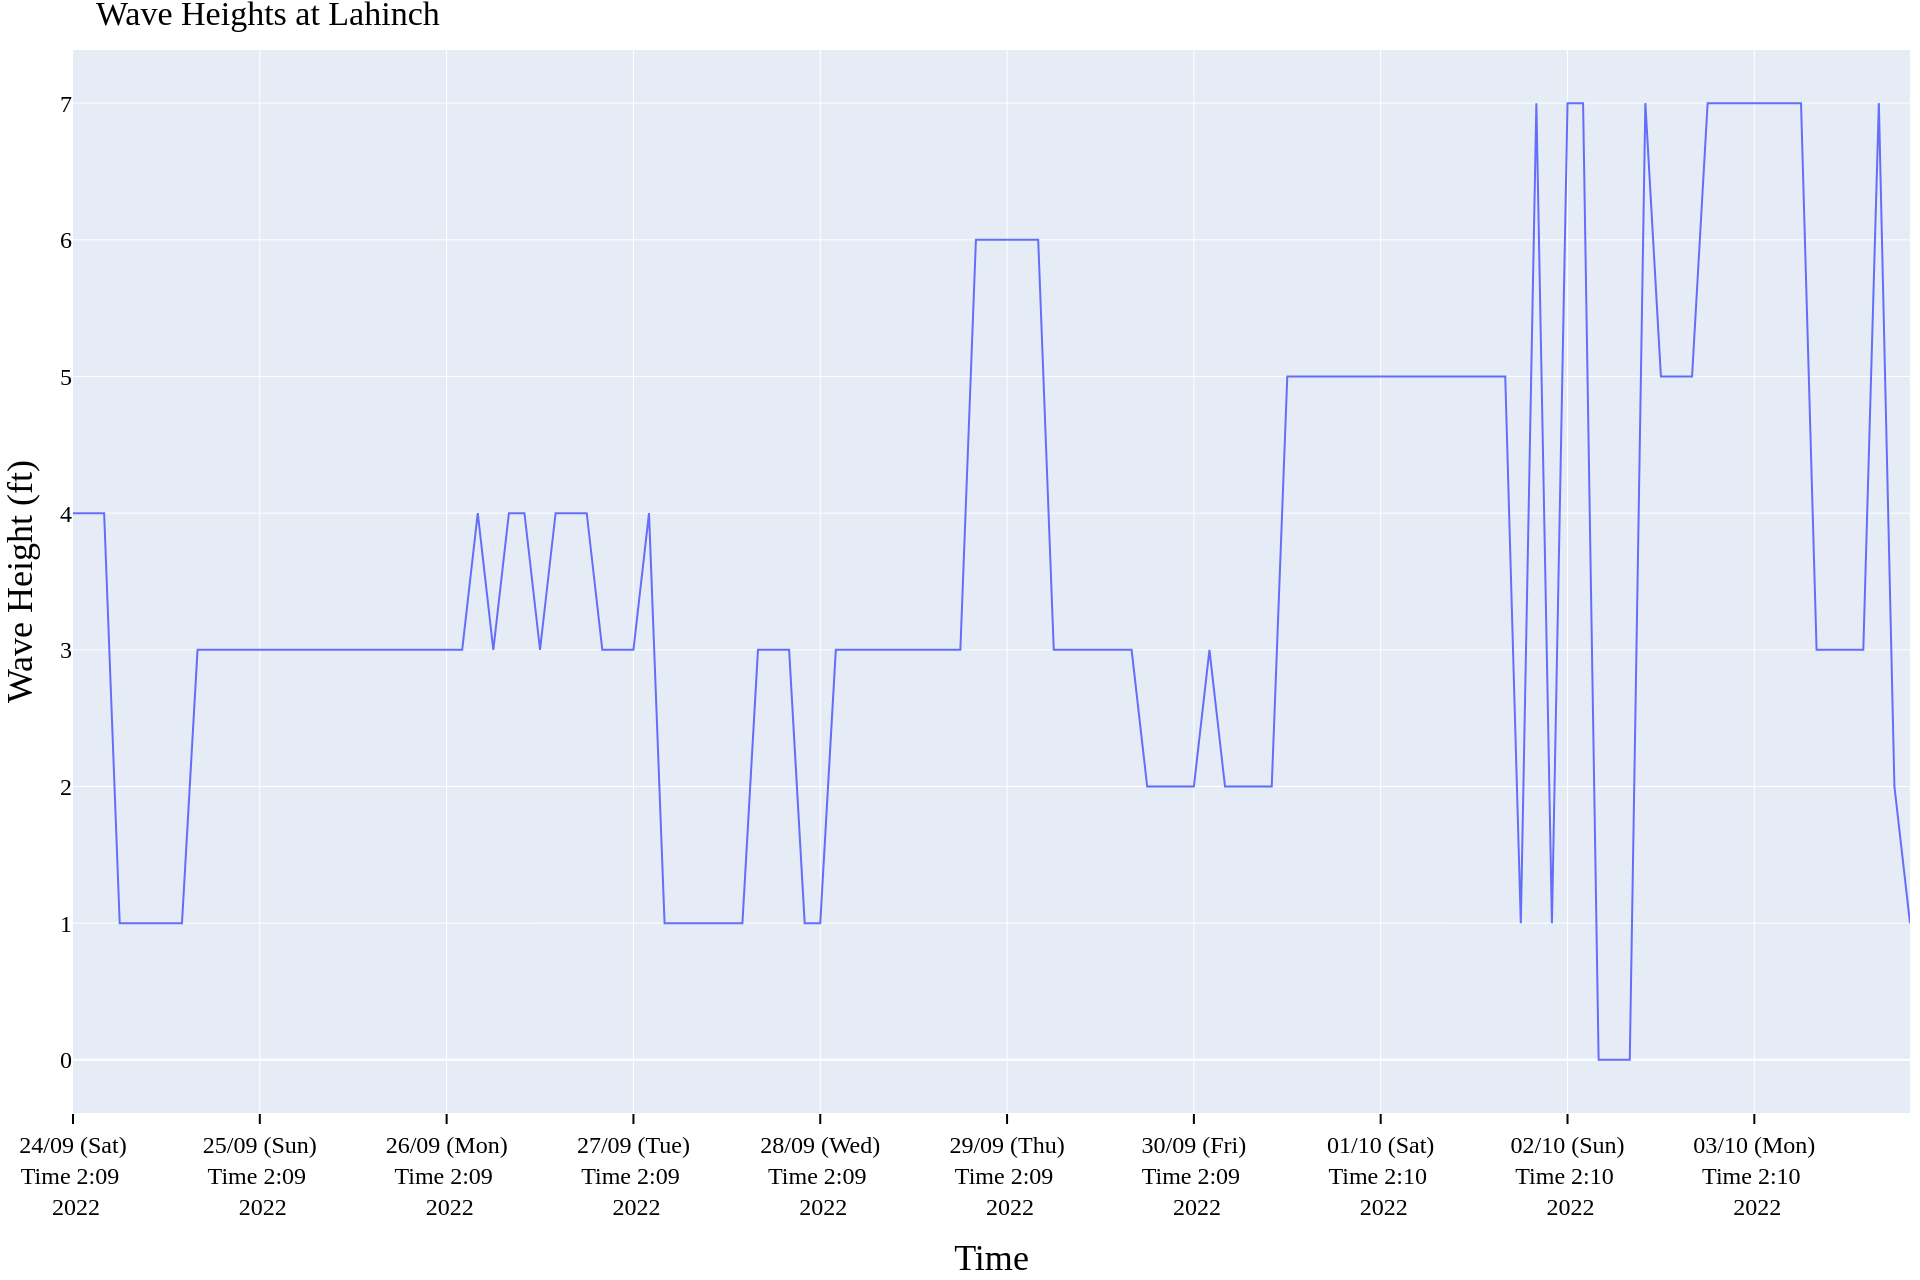 Wave Heights at Lahinch
Wave Height (ft)
7
6
5
4
3
2
1
0
24/09 (Sat) 25/09 (Sun) 26/09 (Mon) 27/09 (Tue) 28/09 (Wed) 29/09 (Thu) 30/09 (Fri) 01/10 (Sat) 02/10 (Sun) 03/10 (Mon)
Time 2:09 Time 2:09 Time 2:09 Time 2:09 Time 2:09 Time 2:09 Time 2:09 Time 2:10 Time 2:10 Time 2:10
2022 2022 2022 2022 2022 2022 2022 2022 2022 2022
Time